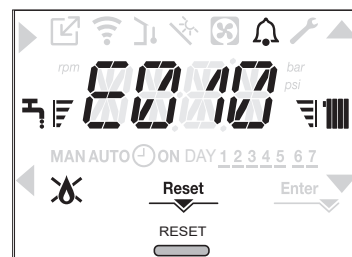 rpm
bar
psi
E010
MAN AUTO ON DAY 1 2 3 4 5 6 7
Reset
Enter
RESET